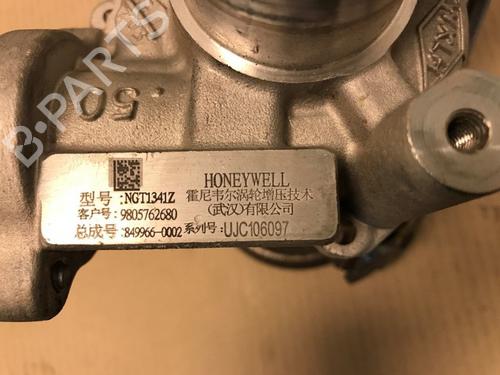 .50
B-PARTS
HONEYWELL
霍尼韦尔涡轮增压技术
(武汉)有限公司
型号: NGT1341Z
客户号: 9805762680
总成号: 849966-0002 系列号: UJC106097